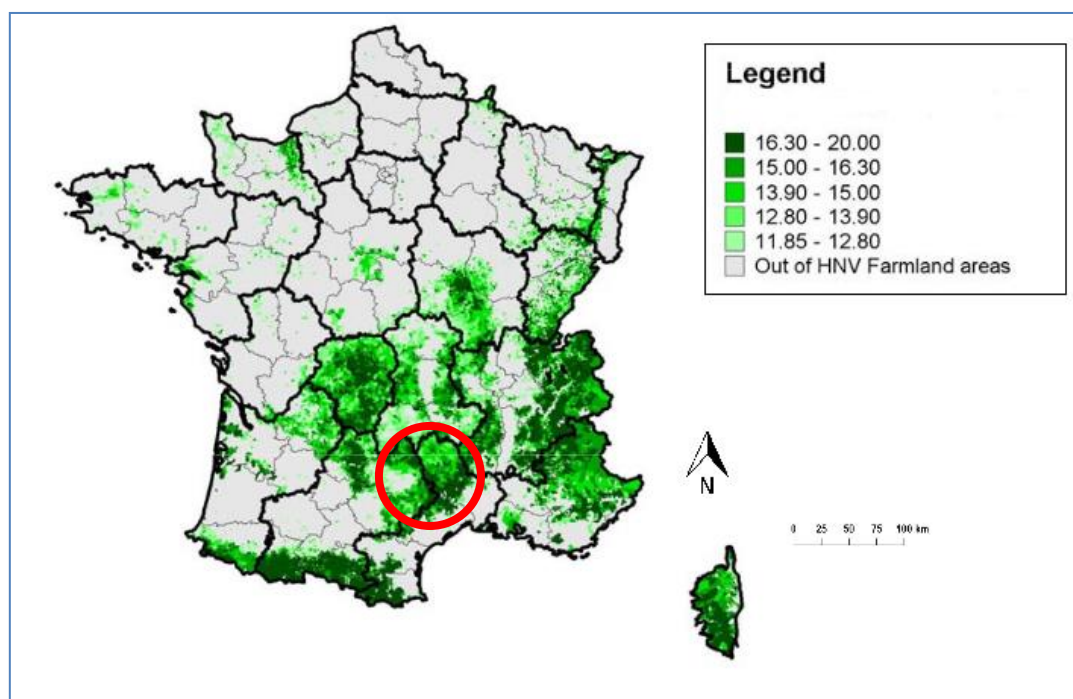 Legend
16.30 - 20.00
15.00 - 16.30
13.90 - 15.00
12.80 - 13.90
11.85 - 12.80
Out of HNV Farmland areas
N
0 25 50 75 100 km